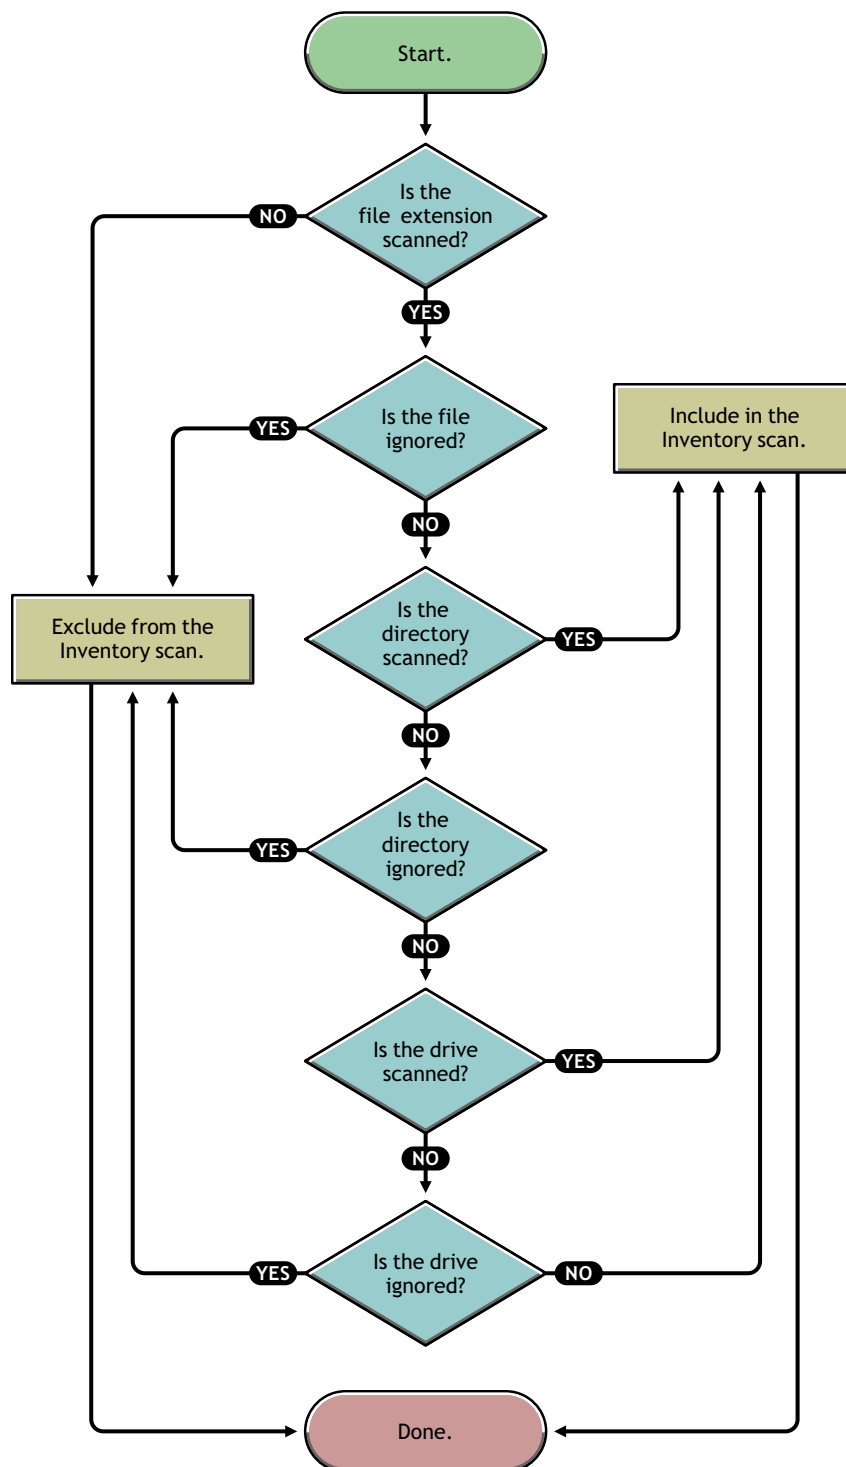 Start.
Is the
file extension
scanned?
NO
YES
Is the file
ignored?
YES
NO
Include in the
Inventory scan.
Exclude from the
Inventory scan.
Is the
directory
scanned?
YES
NO
Is the
directory
ignored?
YES
NO
Is the drive
scanned?
YES
NO
Is the drive
ignored?
YES
NO
Done.